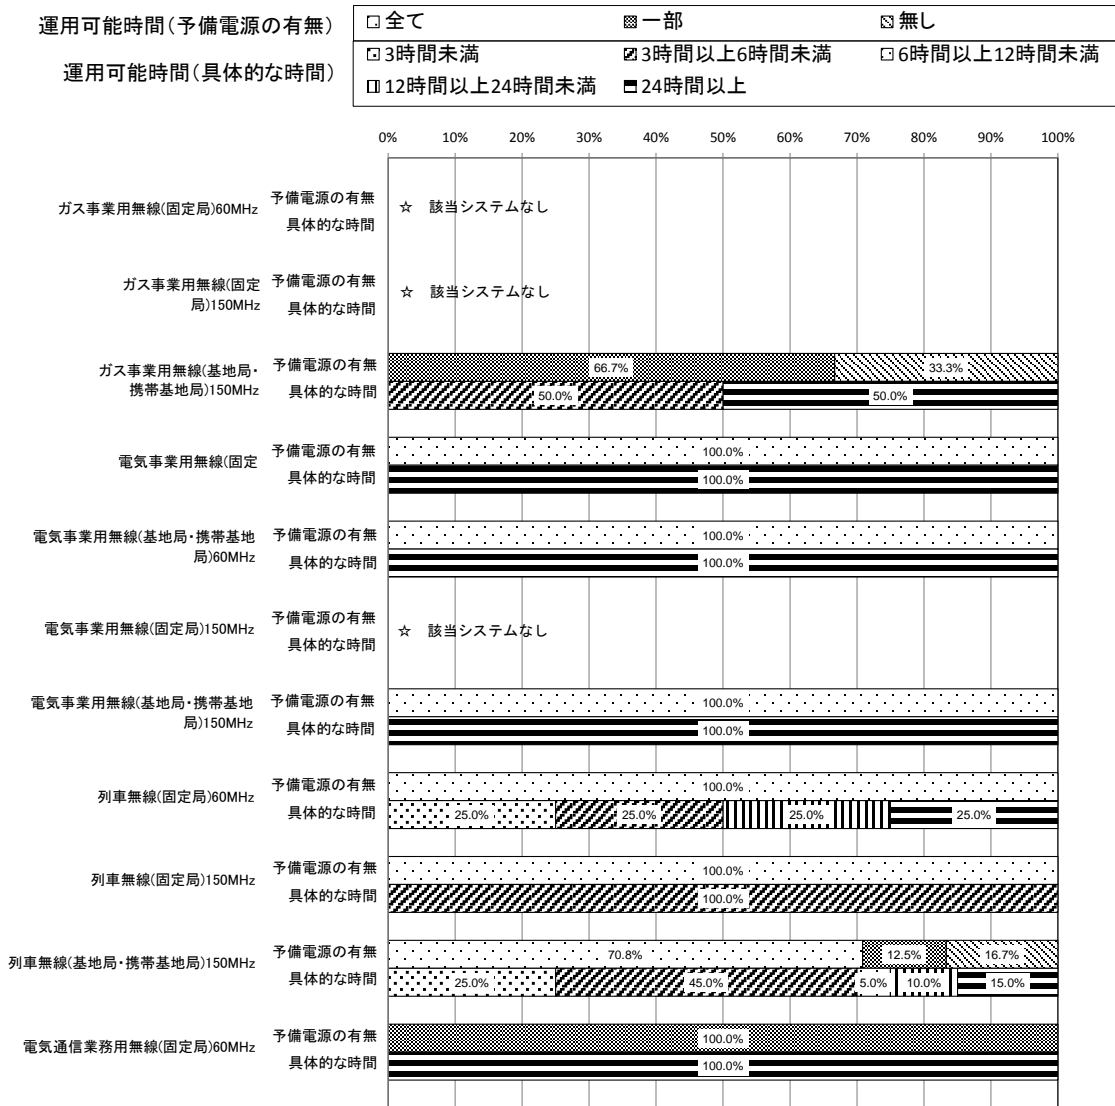 運用可能時間(予備電源の有無)
全て 一部 無し
運用可能時間(具体的な時間)
3時間未満 3時間以上6時間未満 6時間以上12時間未満
12時間以上24時間未満 24時間以上
0% 10% 20% 30% 40% 50% 60% 70% 80% 90% 100%
ガス事業用無線(固定局)60MHz
予備電源の有無
具体的な時間
☆ 該当システムなし
ガス事業用無線(固定
局)150MHz
予備電源の有無
具体的な時間
☆ 該当システムなし
ガス事業用無線(基地局・
携帯基地局)150MHz
予備電源の有無
66.7% 33.3%
具体的な時間
50.0% 50.0%
電気事業用無線(固定
予備電源の有無
100.0%
具体的な時間
100.0%
電気事業用無線(基地局・携帯基地
局)60MHz
予備電源の有無
100.0%
具体的な時間
100.0%
電気事業用無線(固定局)150MHz
予備電源の有無
具体的な時間
☆ 該当システムなし
電気事業用無線(基地局・携帯基地
局)150MHz
予備電源の有無
100.0%
具体的な時間
100.0%
列車無線(固定局)60MHz
予備電源の有無
100.0%
具体的な時間
25.0% 25.0% 25.0% 25.0%
列車無線(固定局)150MHz
予備電源の有無
100.0%
具体的な時間
100.0%
列車無線(基地局・携帯基地局)150MHz
予備電源の有無
70.8% 12.5% 16.7%
具体的な時間
25.0% 45.0% 5.0% 10.0% 15.0%
電気通信業務用無線(固定局)60MHz
予備電源の有無
100.0%
具体的な時間
100.0%